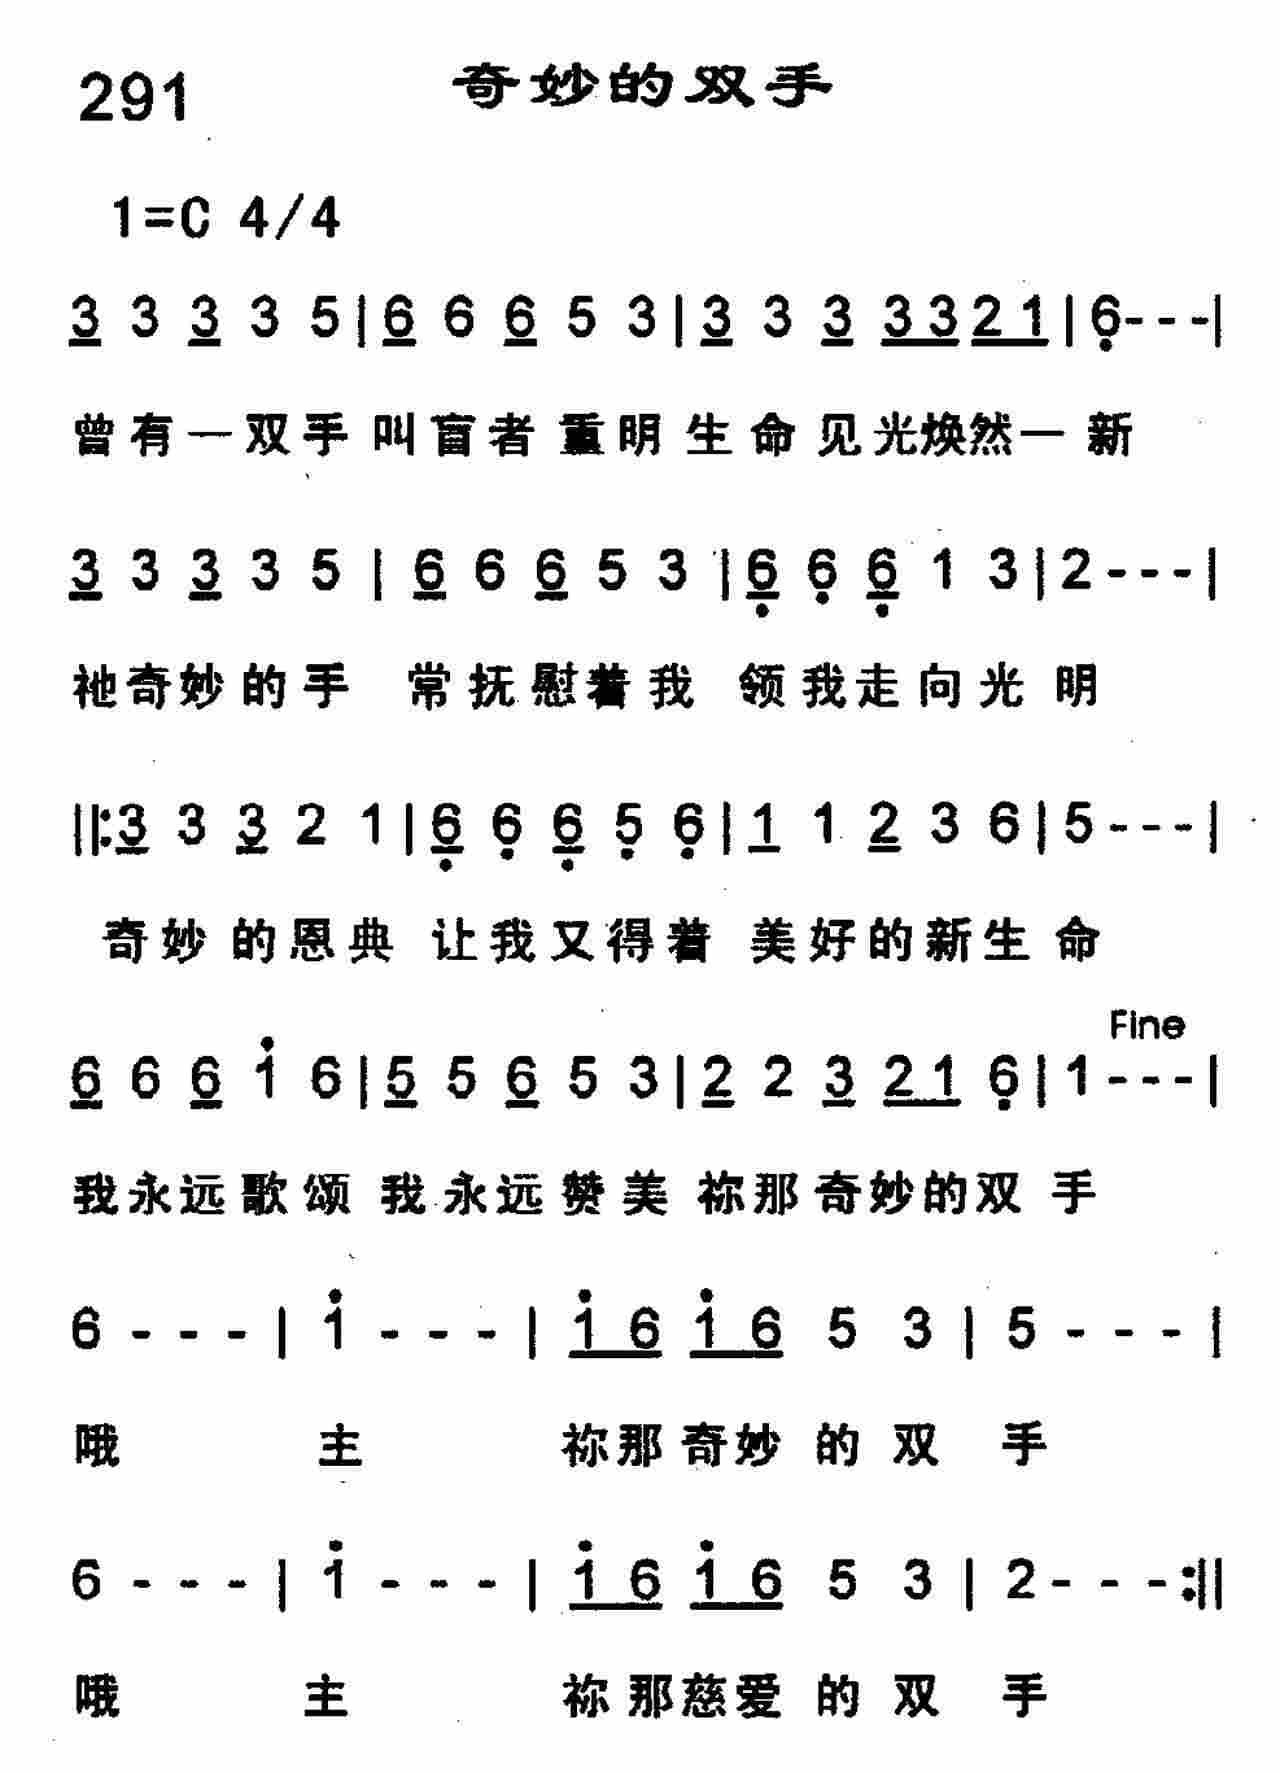 291 奇妙的双手
1=C 4/4
3 3 3 3 5 | 6 6 6 5 3 | 3 3 3 3 3 2 1 | 6 - - - |
曾有一双手 叫盲者重明 生命见光焕然一新
3 3 3 3 5 | 6 6 6 5 3 | 6 6 6 1 3 | 2 - - - |
祂奇妙的手 常抚慰着我 领我走向光明
||: 3 3 3 2 1 | 6 6 6 5 6 | 1 1 2 3 6 | 5 - - - |
奇妙的恩典 让我又得着 美好的新生命
Fine
6 6 6 1 6 | 5 5 6 5 3 | 2 2 3 2 1 6 | 1 - - - |
我永远歌颂 我永远赞美 祢那奇妙的双手
6 - - - | 1 - - - | 1 6 1 6 5 3 | 5 - - - |
哦 主 祢那奇妙的双手
6 - - - | 1 - - - | 1 6 1 6 5 3 | 2 - - - :||
哦 主 祢那慈爱的双手